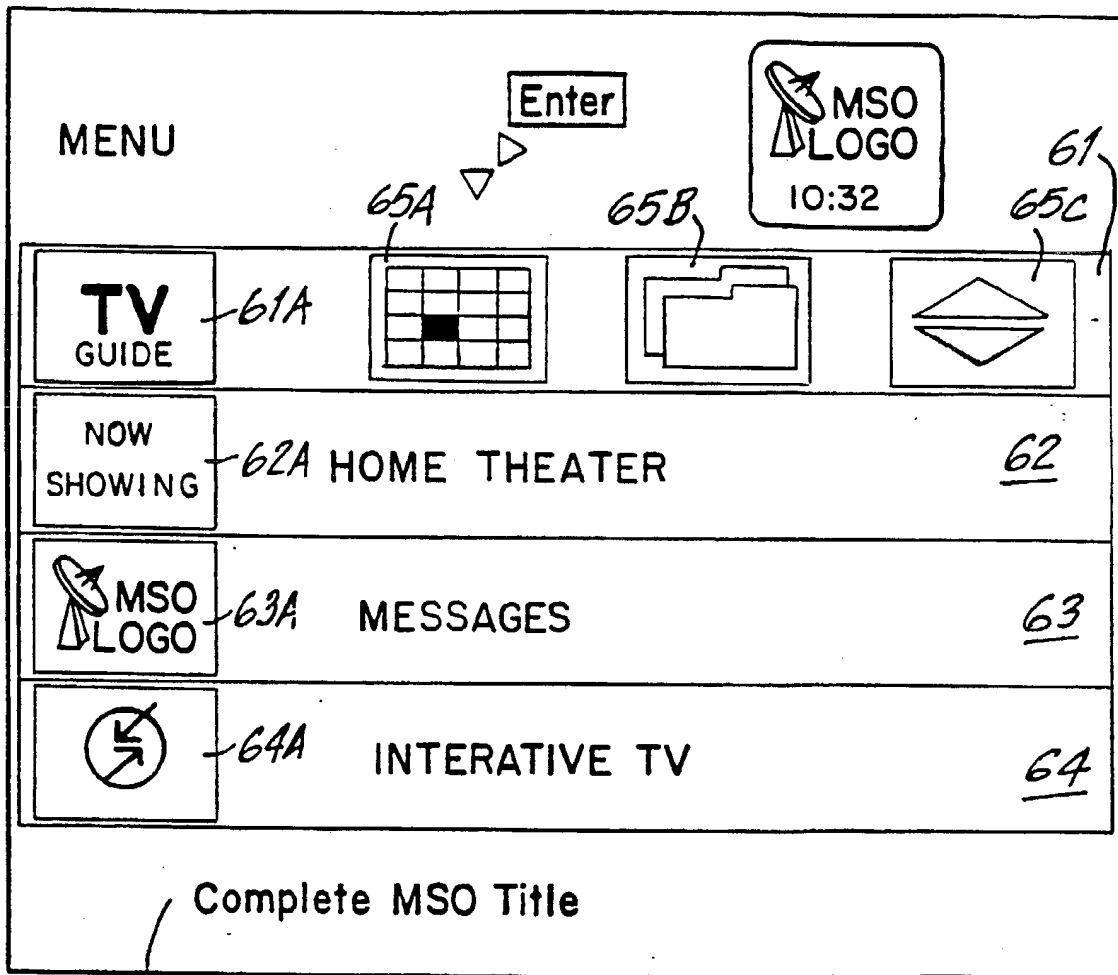 Enter
MSO
LOGO
10:32
MENU
61
65A
65B
65C
TV
GUIDE
61A
NOW
SHOWING
62A
HOME THEATER
62
MSO
LOGO
63A
MESSAGES
63
64A
INTERATIVE TV
64
Complete MSO Title